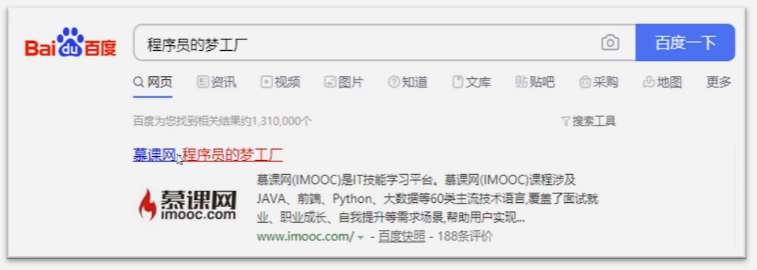 Bai du 百度 程序员的梦工厂 百度一下
网页 资讯 视频 图片 知道 文库 贴吧 采购 地图 更多
百度为您找到相关结果约1,310,000个 搜索工具
慕课网-程序员的梦工厂
慕课网(IMOOC)是IT技能学习平台。慕课网(IMOOC)课程涉及
JAVA、前端、Python、大数据等60类主流技术语言,覆盖了面试就
业、职业成长、自我提升等需求场景,帮助用户实现...
慕课网
imooc.com
www.imooc.com/ - 百度快照 - 188条评价